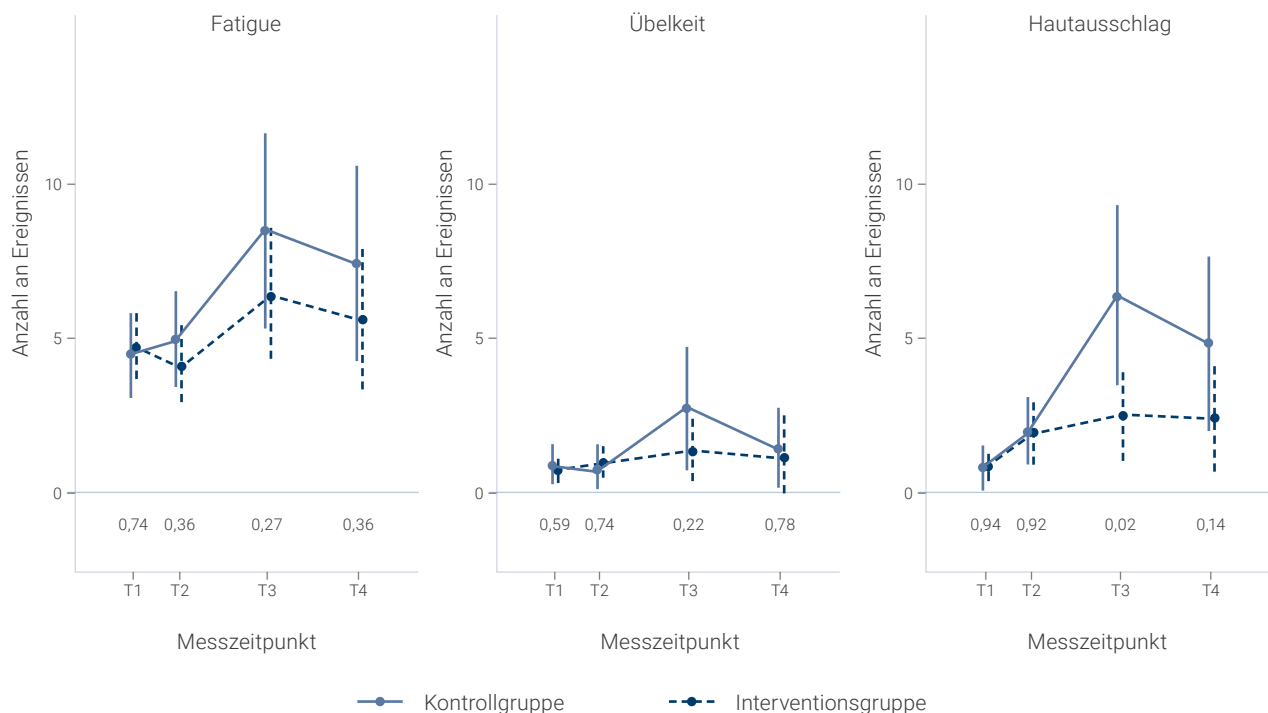 Fatigue
Anzahl an Ereignissen
10
5
0
0,74 0,36 0,27 0,36
T1 T2 T3 T4
Messzeitpunkt
Übelkeit
Anzahl an Ereignissen
10
5
0
0,59 0,74 0,22 0,78
T1 T2 T3 T4
Messzeitpunkt
Hautausschlag
Anzahl an Ereignissen
10
5
0
0,94 0,92 0,02 0,14
T1 T2 T3 T4
Messzeitpunkt
Kontrollgruppe Interventionsgruppe